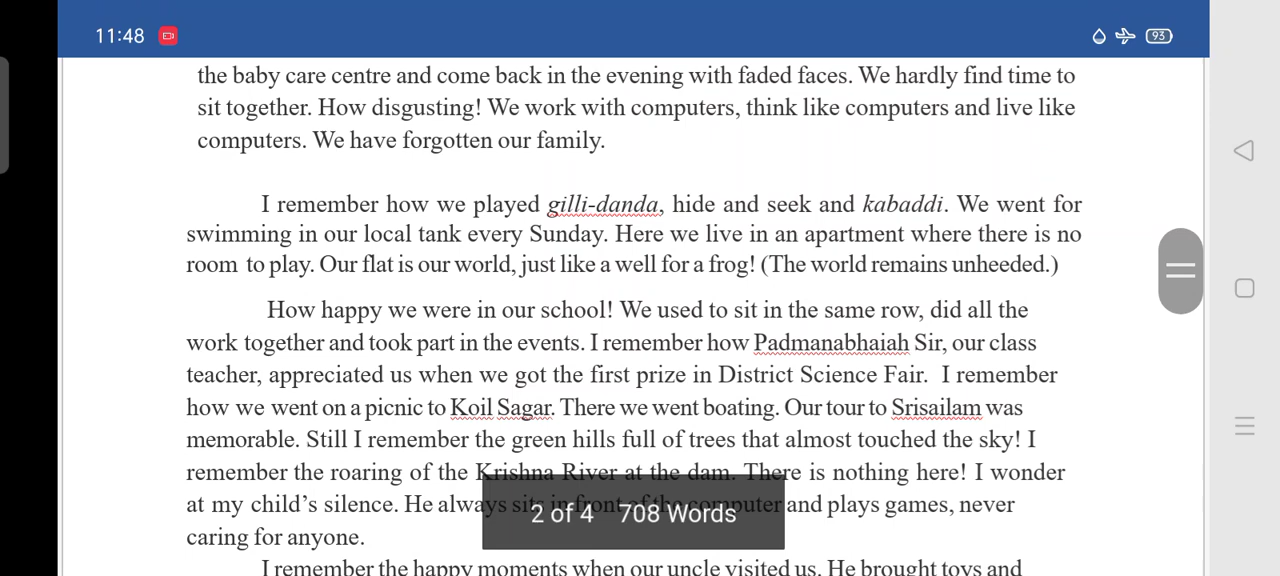 11:48
93
the baby care centre and come back in the evening with faded faces. We hardly find time to
sit together. How disgusting! We work with computers, think like computers and live like
computers. We have forgotten our family.
I remember how we played gilli-danda, hide and seek and kabaddi. We went for
swimming in our local tank every Sunday. Here we live in an apartment where there is no
room to play. Our flat is our world, just like a well for a frog! (The world remains unheeded.)
How happy we were in our school! We used to sit in the same row, did all the
work together and took part in the events. I remember how Padmanabhaiah Sir, our class
teacher, appreciated us when we got the first prize in District Science Fair. I remember
how we went on a picnic to Koil Sagar. There we went boating. Our tour to Srisailam was
memorable. Still I remember the green hills full of trees that almost touched the sky! I
remember the roaring of the Krishna River at the dam. There is nothing here! I wonder
at my child's silence. He always sits in front of the computer and plays games, never
2 of 4 708 Words
caring for anyone.
I remember the happy moments when our uncle visited us. He brought toys and